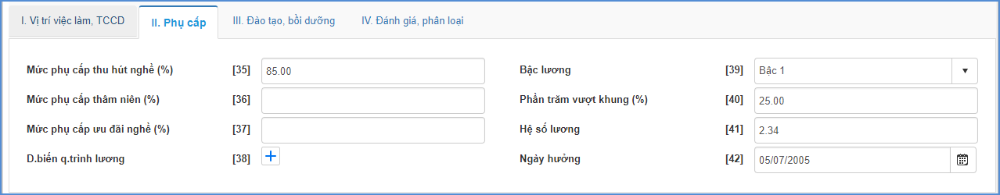 I. Vị trí việc làm, TCCD II. Phụ cấp III. Đào tạo, bồi dưỡng IV. Đánh giá, phân loại
Mức phụ cấp thu hút nghề (%) [35] 85.00 Bậc lương [39] Bậc 1
Mức phụ cấp thâm niên (%) [36] Phần trăm vượt khung (%) [40] 25.00
Mức phụ cấp ưu đãi nghề (%) [37] Hệ số lương [41] 2.34
D.biến q.trình lương [38] Ngày hưởng [42] 05/07/2005